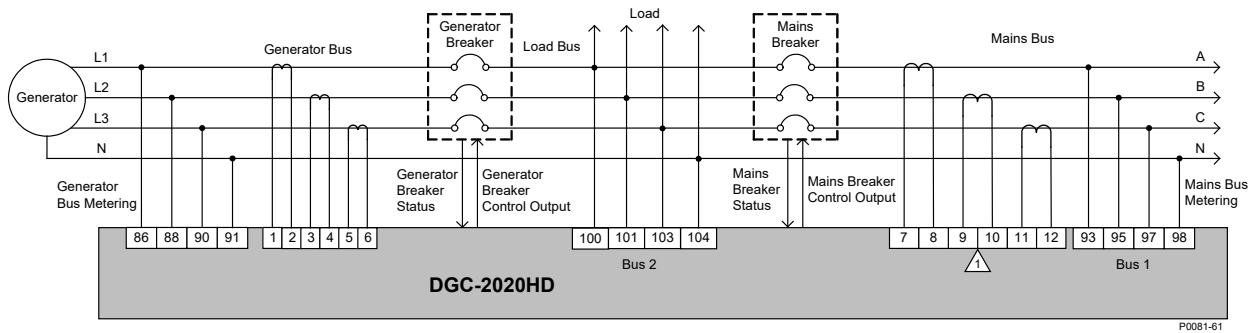 Load
Generator
Breaker
Mains
Breaker
Generator Bus
Load Bus
Mains Bus
L1
A
L2
B
Generator
L3
C
N
N
Generator
Bus Metering
Generator
Breaker
Status
Generator
Breaker
Control Output
Mains
Breaker
Status
Mains Breaker
Control Output
Mains Bus
Metering
86 88 90 91 1 2 3 4 5 6 100 101 103 104 7 8 9 10 11 12 93 95 97 98
Bus 2
1
Bus 1
DGC-2020HD
P0081-61